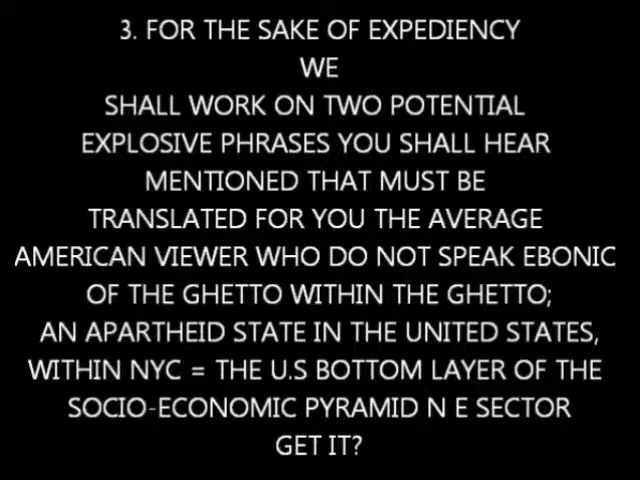 3. FOR THE SAKE OF EXPEDIENCY
WE
SHALL WORK ON TWO POTENTIAL
EXPLOSIVE PHRASES YOU SHALL HEAR
MENTIONED THAT MUST BE
TRANSLATED FOR YOU THE AVERAGE
AMERICAN VIEWER WHO DO NOT SPEAK EBONIC
OF THE GHETTO WITHIN THE GHETTO;
AN APARTHEID STATE IN THE UNITED STATES,
WITHIN NYC = THE U.S BOTTOM LAYER OF THE
SOCIO-ECONOMIC PYRAMID N E SECTOR
GET IT?